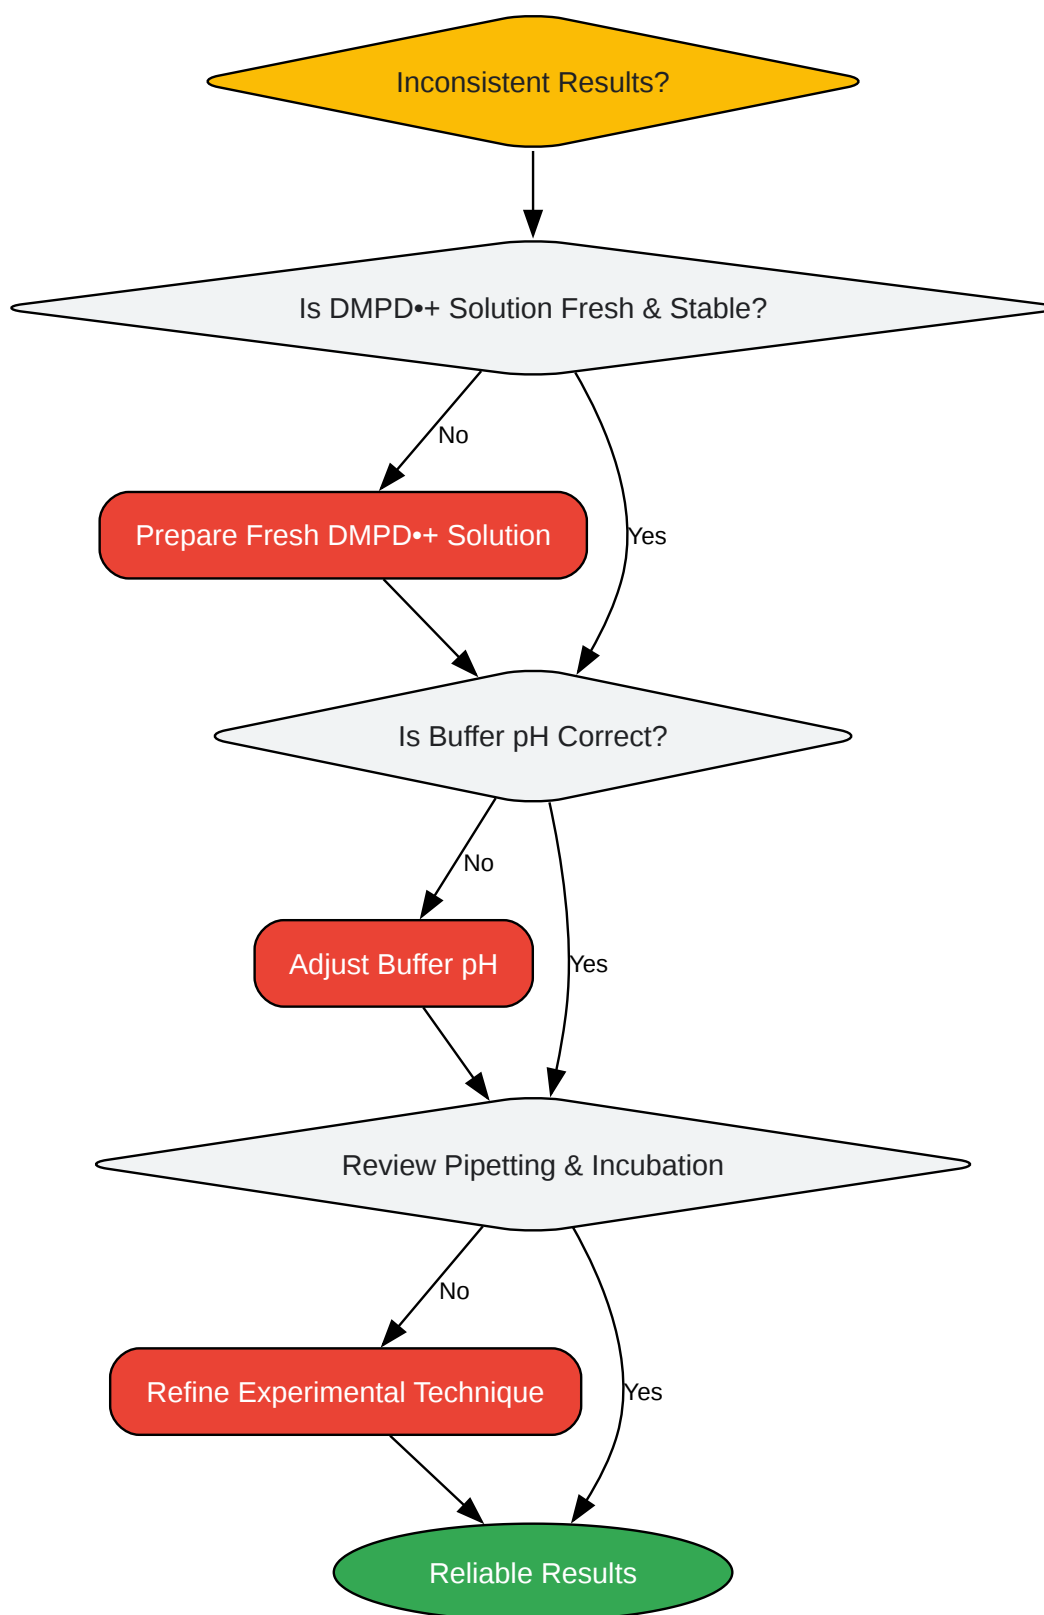 Inconsistent Results?
Is DMPD•+ Solution Fresh & Stable?
No
Prepare Fresh DMPD•+ Solution
Yes
Is Buffer pH Correct?
No
Adjust Buffer pH
Yes
Review Pipetting & Incubation
No
Refine Experimental Technique
Yes
Reliable Results